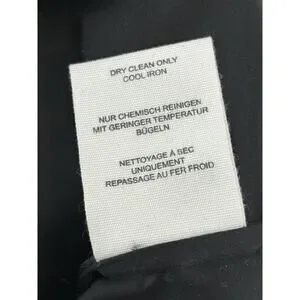 DRY CLEAN ONLY
COOL IRON
NUR CHEMISCH REINIGEN
MIT GERINGER TEMPERATUR
BÜGELN
NETTOYAGE À SEC
UNIQUEMENT
REPASSAGE AU FER FROID